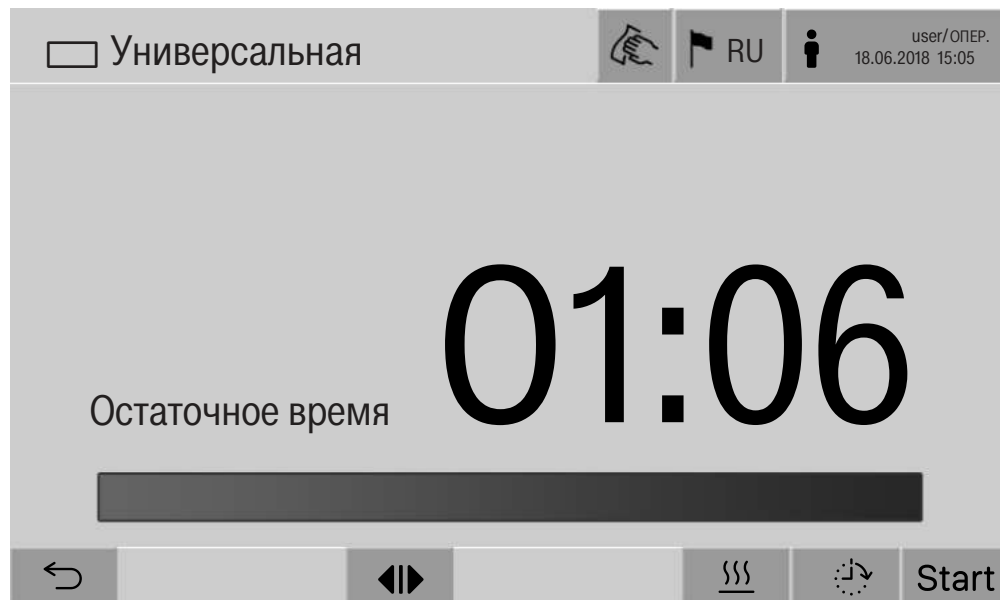 Универсальная
RU
user/ОПЕР.
18.06.2018 15:05
01:06
Остаточное время
Start